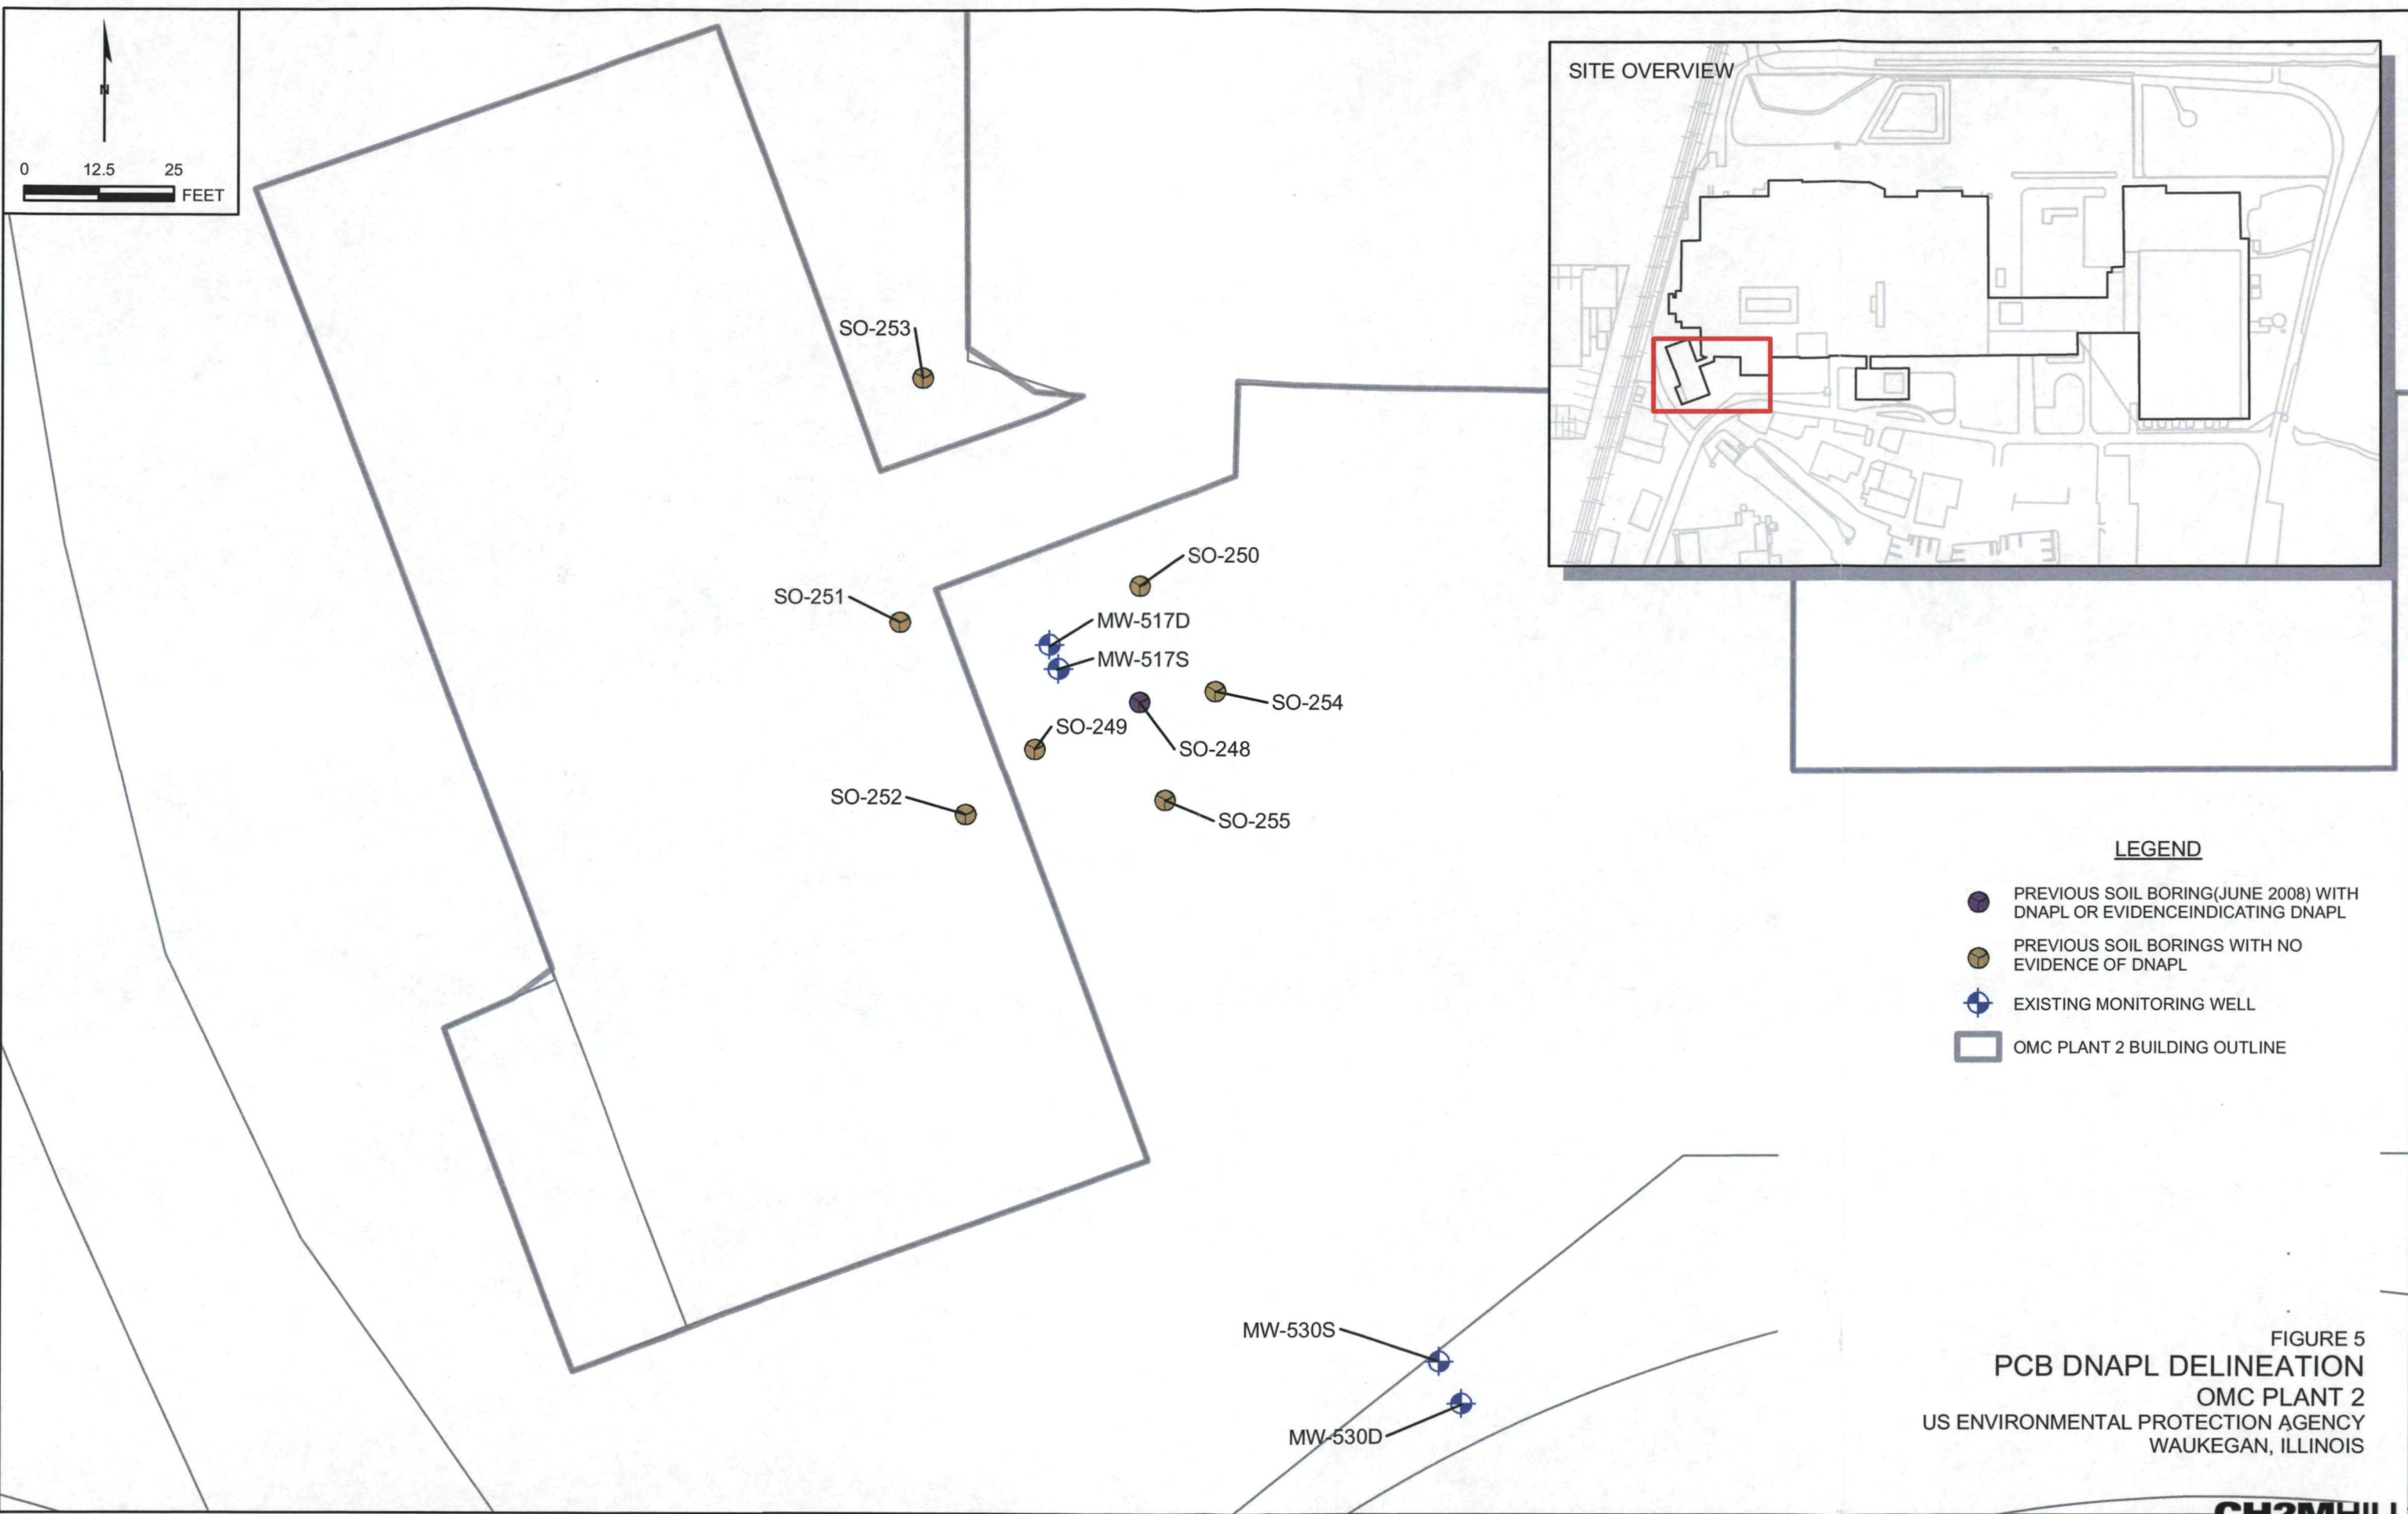 N
0 12.5 25
FEET
SITE OVERVIEW
SO-253
SO-250
SO-251
MW-517D
MW-517S
SO-254
SO-249
SO-248
SO-252
SO-255
LEGEND
PREVIOUS SOIL BORING(JUNE 2008) WITH
DNAPL OR EVIDENCEINDICATING DNAPL
PREVIOUS SOIL BORINGS WITH NO
EVIDENCE OF DNAPL
EXISTING MONITORING WELL
OMC PLANT 2 BUILDING OUTLINE
MW-530S
MW-530D
FIGURE 5
PCB DNAPL DELINEATION
OMC PLANT 2
US ENVIRONMENTAL PROTECTION AGENCY
WAUKEGAN, ILLINOIS
CH2MHILL